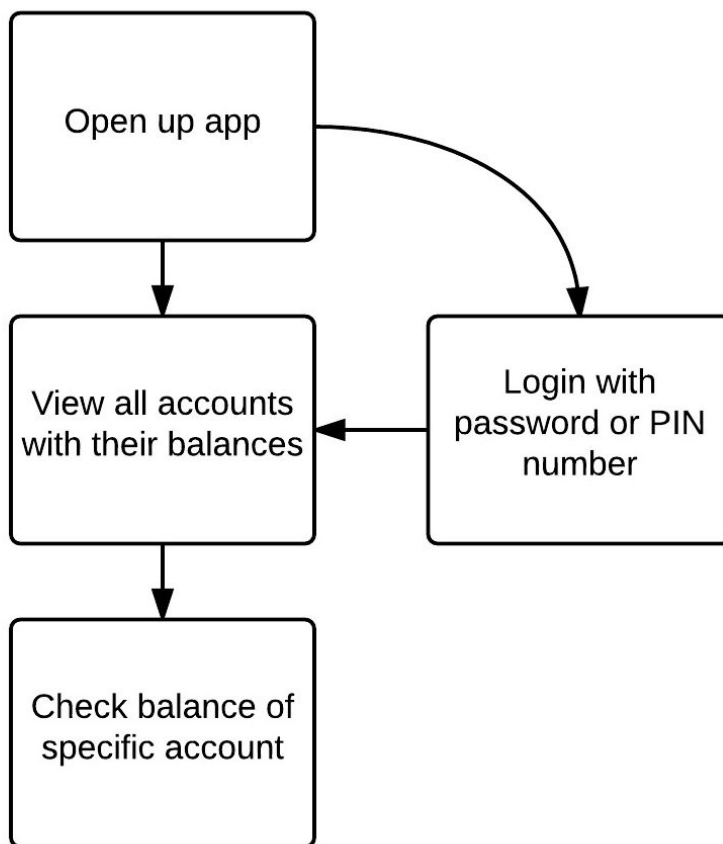 Open up app
View all accounts
with their balances
Login with
password or PIN
number
Check balance of
specific account